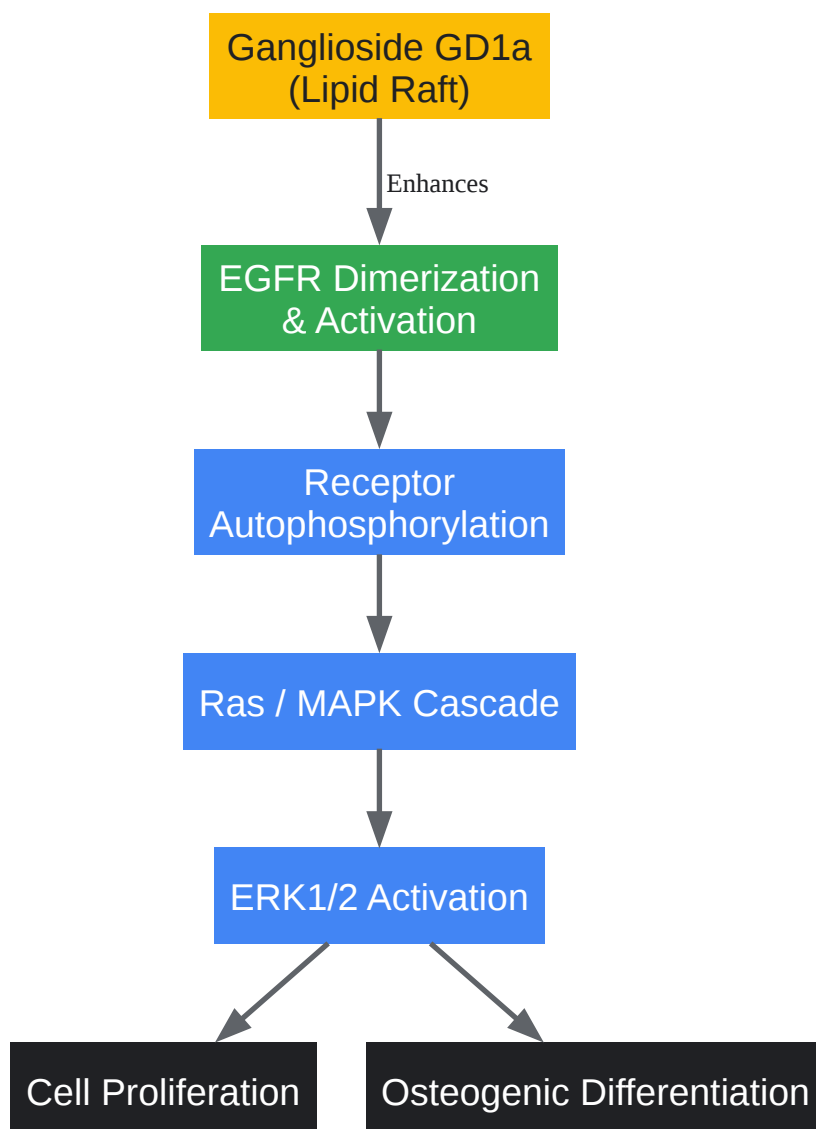 Ganglioside GD1a
(Lipid Raft)
Enhances
EGFR Dimerization
& Activation
Receptor
Autophosphorylation
Ras / MAPK Cascade
ERK1/2 Activation
Cell Proliferation
Osteogenic Differentiation